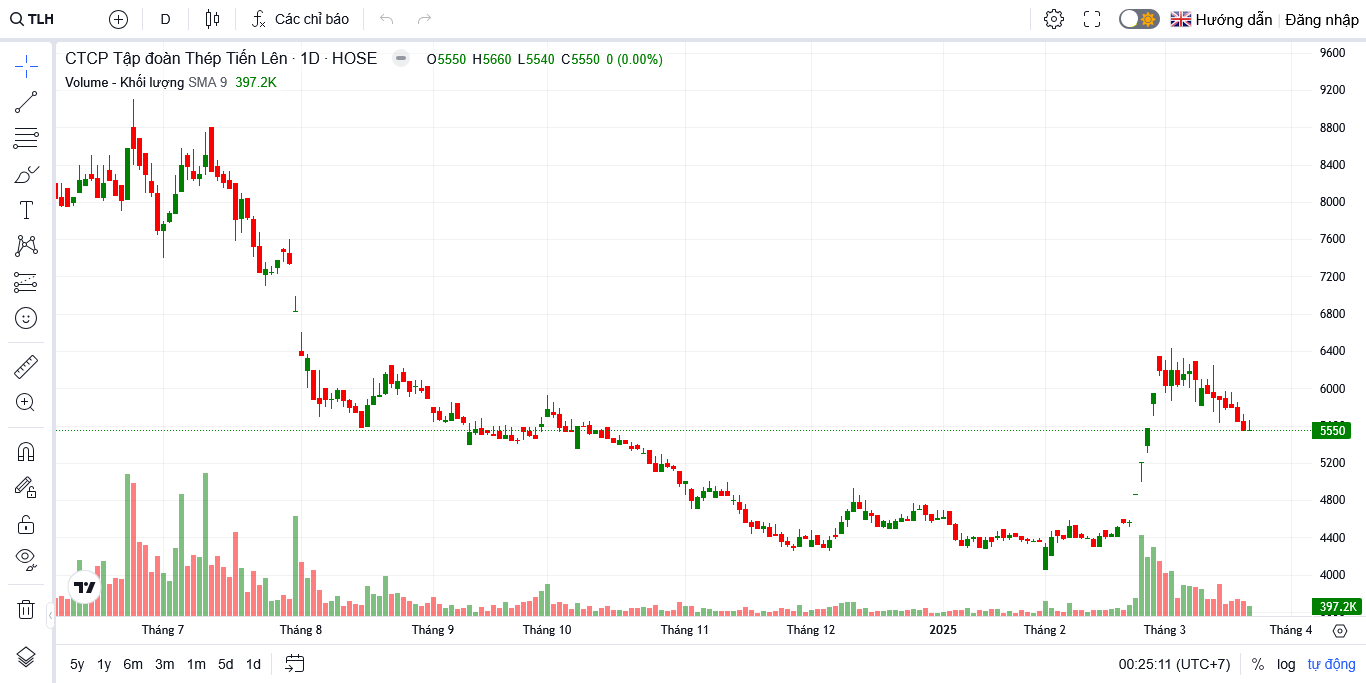 TLH
D
Các chỉ báo
Hướng dẫn
Đăng nhập
CTCP Tập đoàn Thép Tiến Lên · 1D · HOSE
O5550 H5660 L5540 C5550 0 (0.00%)
Volume - Khối lượng SMA 9 397.2K
9600
9200
8800
8400
8000
7600
7200
6800
6400
6000
5550
5200
4800
4400
4000
397.2K
Tháng 7
Tháng 8
Tháng 9
Tháng 10
Tháng 11
Tháng 12
2025
Tháng 2
Tháng 3
Tháng 4
5y 1y 6m 3m 1m 5d 1d
00:25:11 (UTC+7)
% log tự động